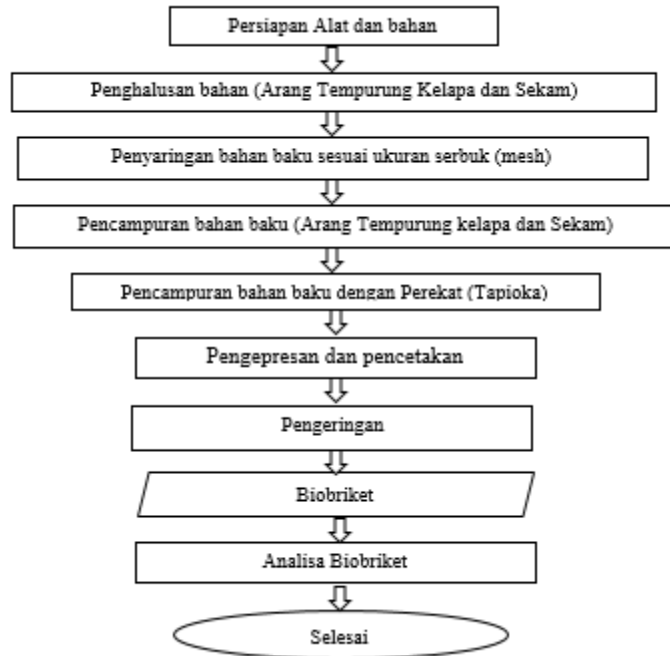 Persiapan Alat dan bahan
Penghalusan bahan (Arang Tempurung Kelapa dan Sekam)
Penyaringan bahan baku sesuai ukuran serbuk (mesh)
Pencampuran bahan baku (Arang Tempurung kelapa dan Sekam)
Pencampuran bahan baku dengan Perekat (Tapioka)
Pengepresan dan pencetakan
Pengeringan
Biobriket
Analisa Biobriket
Selesai